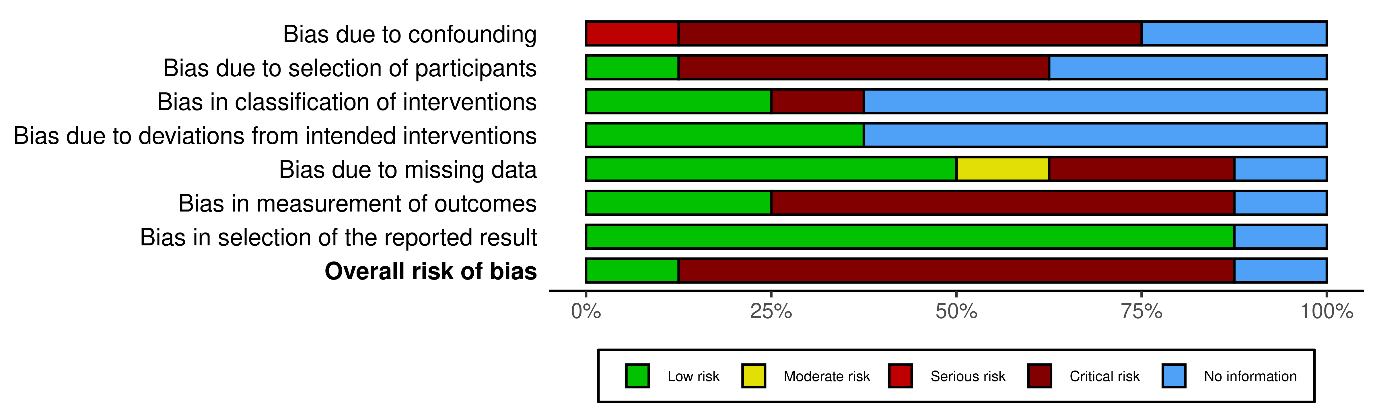 Bias due to confounding
Bias due to selection of participants
Bias in classification of interventions
Bias due to deviations from intended interventions
Bias due to missing data
Bias in measurement of outcomes
Bias in selection of the reported result
Overall risk of bias
0% 25% 50% 75% 100%
Low risk Moderate risk Serious risk Critical risk No information